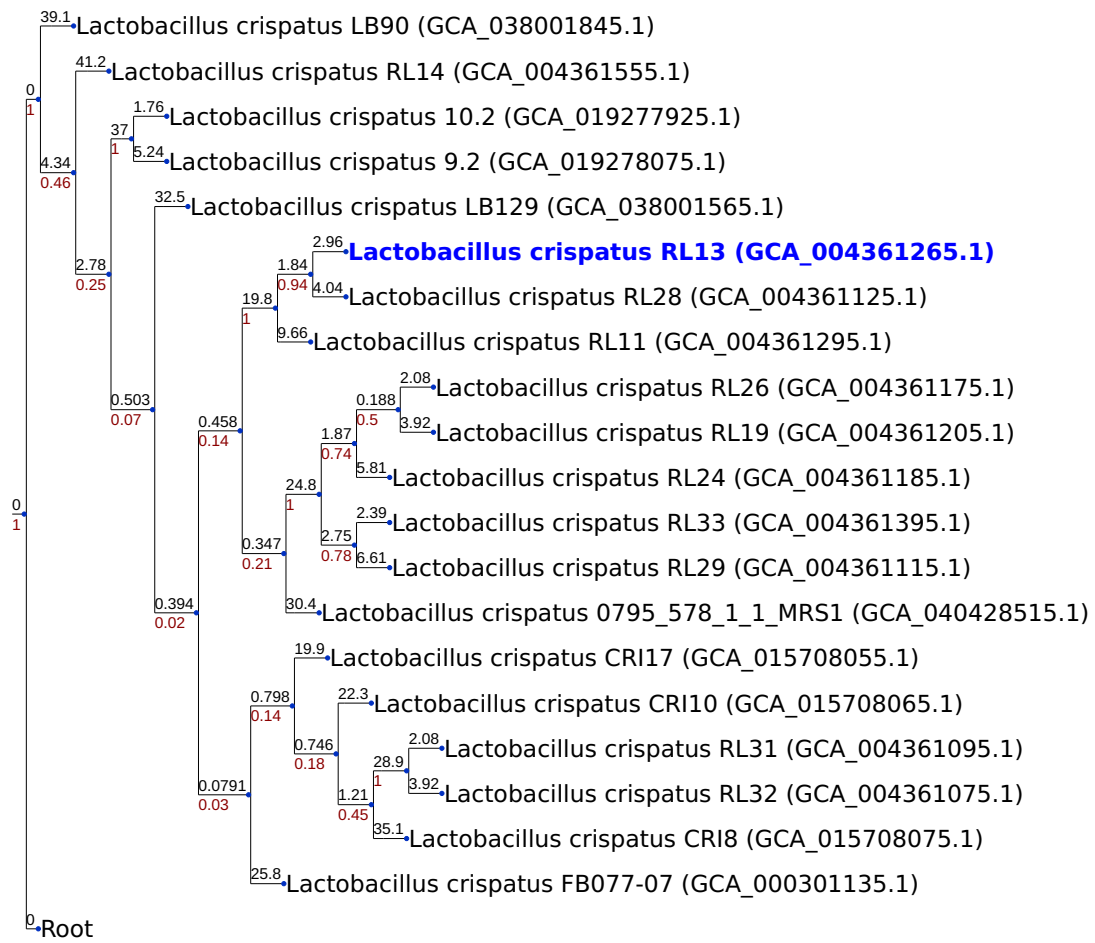 39.1 Lactobacillus crispatus LB90 (GCA_038001845.1)
41.2 Lactobacillus crispatus RL14 (GCA_004361555.1)
0
1
1.76 Lactobacillus crispatus 10.2 (GCA_019277925.1)
37
1
5.24 Lactobacillus crispatus 9.2 (GCA_019278075.1)
4.34
0.46
32.5 Lactobacillus crispatus LB129 (GCA_038001565.1)
2.96 Lactobacillus crispatus RL13 (GCA_004361265.1)
2.78
0.25
1.84
0.94
4.04 Lactobacillus crispatus RL28 (GCA_004361125.1)
19.8
1
9.66 Lactobacillus crispatus RL11 (GCA_004361295.1)
2.08 Lactobacillus crispatus RL26 (GCA_004361175.1)
0.503
0.07
0.188
0.5
0.458
0.14
3.92 Lactobacillus crispatus RL19 (GCA_004361205.1)
1.87
0.74
5.81 Lactobacillus crispatus RL24 (GCA_004361185.1)
24.8
1
0
1
2.39 Lactobacillus crispatus RL33 (GCA_004361395.1)
0.347
0.21
2.75
0.78
6.61 Lactobacillus crispatus RL29 (GCA_004361115.1)
0.394
0.02
30.4 Lactobacillus crispatus 0795_578_1_1_MRS1 (GCA_040428515.1)
19.9 Lactobacillus crispatus CRI17 (GCA_015708055.1)
0.798
0.14
22.3 Lactobacillus crispatus CRI10 (GCA_015708065.1)
0.746
0.18
2.08 Lactobacillus crispatus RL31 (GCA_004361095.1)
28.9
1
0.0791
0.03
3.92 Lactobacillus crispatus RL32 (GCA_004361075.1)
1.21
0.45
35.1 Lactobacillus crispatus CRI8 (GCA_015708075.1)
25.8 Lactobacillus crispatus FB077-07 (GCA_000301135.1)
0 Root